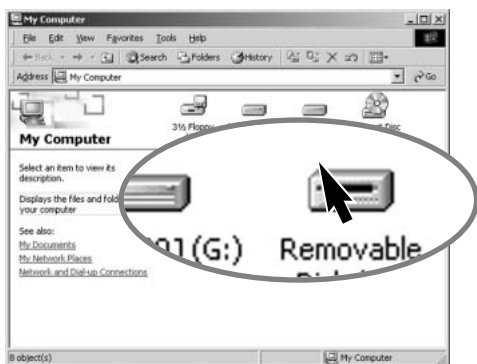 My Computer
File Edit View Favorites Tools Help
Back Search Folders History
Address My Computer Go
3½ Floppy
Disc
My Computer
Select an item to view its
description.
Displays the files and fold
your computer
See also:
My Documents
My Network Places
Network and Dial-up Connections
(G:)
Removable
8 object(s) My Computer